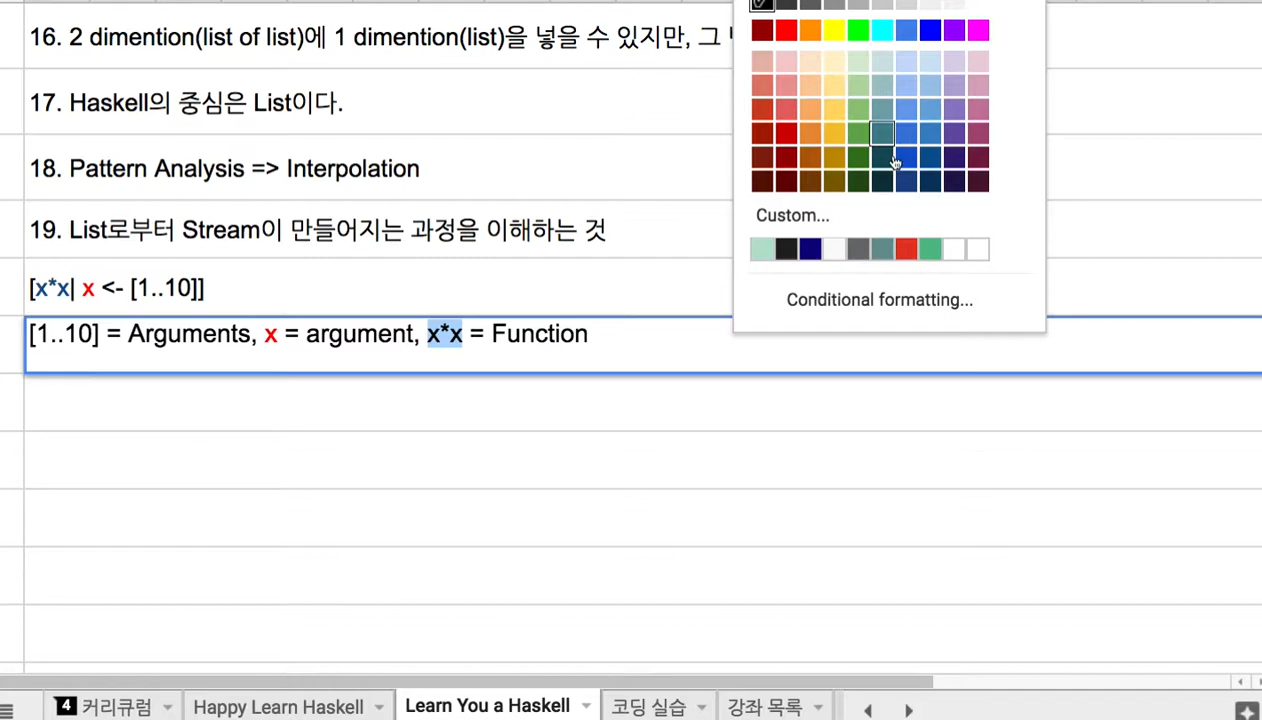 16. 2 dimention(list of list)에 1 dimention(list)을 넣을 수 있지만, 그
17. Haskell의 중심은 List이다.
18. Pattern Analysis => Interpolation
19. List로부터 Stream이 만들어지는 과정을 이해하는 것
[x*x| x <- [1..10]]
[1..10] = Arguments, x = argument, x*x = Function
Custom...
Conditional formatting...
4 커리큐럼
Happy Learn Haskell
Learn You a Haskell
코딩 실습
강좌 목록